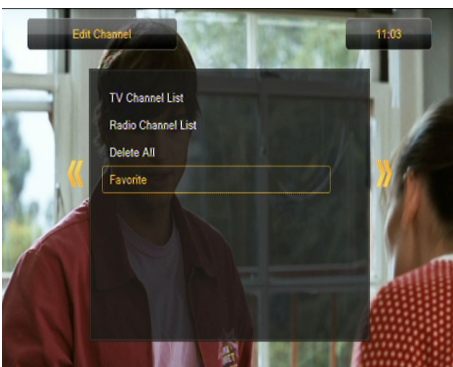 Edit Channel
11:03
TV Channel List
Radio Channel List
Delete All
Favorite